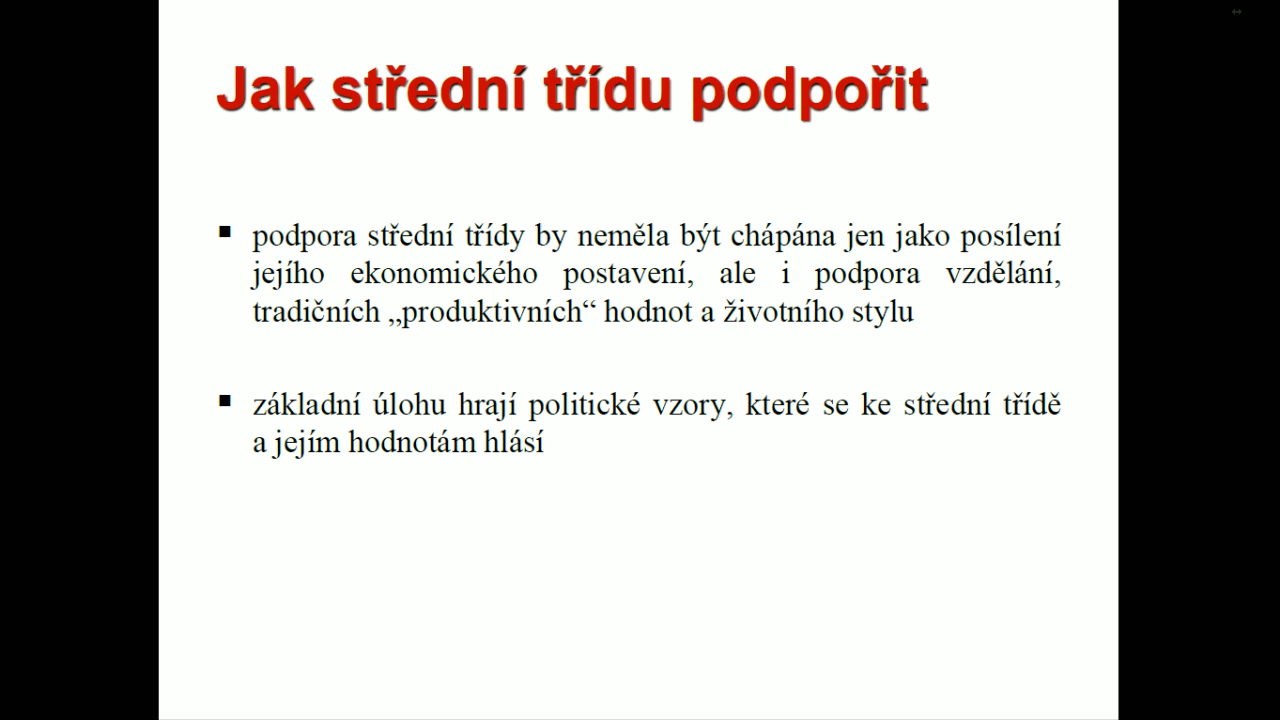 Jak střední třídu podpořit
▪ podpora střední třídy by neměla být chápána jen jako posílení
jejího ekonomického postavení, ale i podpora vzdělání,
tradičních „produktivních“ hodnot a životního stylu
▪ základní úlohu hrají politické vzory, které se ke střední třídě
a jejím hodnotám hlásí